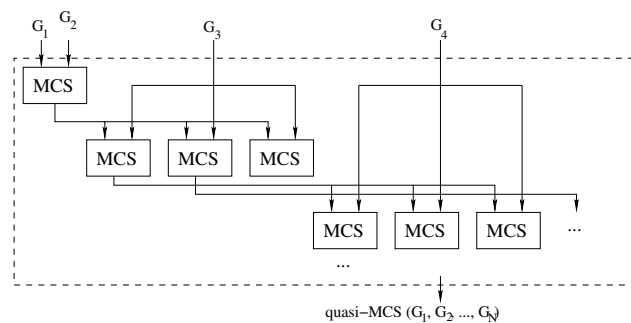 G1 G2 G3 G4
MCS
MCS MCS MCS
MCS MCS MCS ...
...
quasi−MCS (G1, G2, ..., GN)